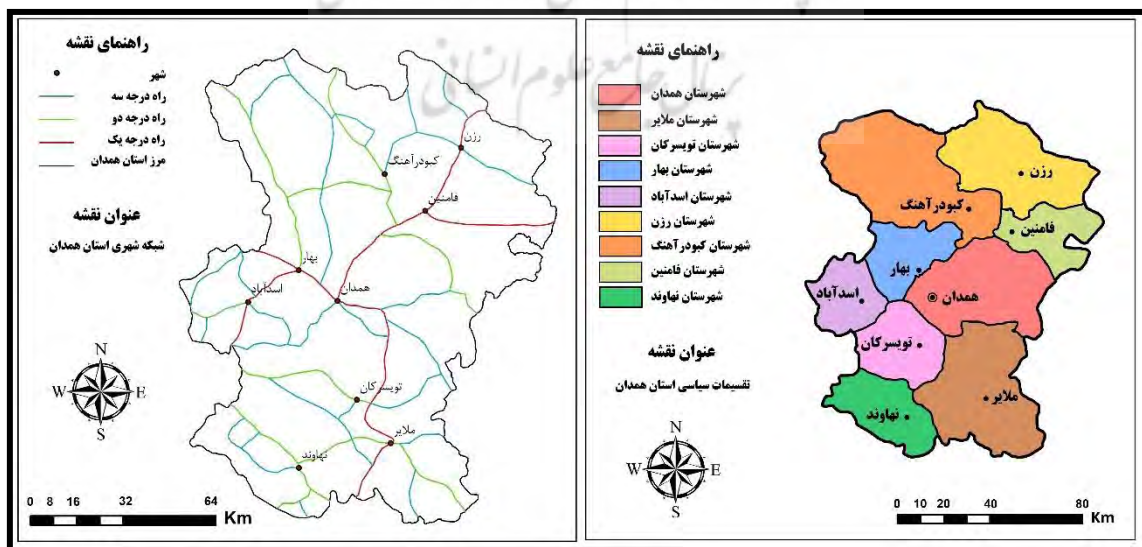 پرتال جامع علوم انسانی
راهنمای نقشه
شهرستان همدان
شهرستان ملایر
شهرستان تویسرکان
شهرستان بهار
شهرستان اسدآباد
شهرستان رزن
شهرستان کبودرآهنگ
شهرستان فامنین
شهرستان نهاوند
عنوان نقشه
تقسیمات سیاسی استان همدان
N
W E
S
رزن
کبودرآهنگ
فامنین
بهار
همدان
اسدآباد
تویسرکان
ملایر
نهاوند
0 10 20 40 80
Km
راهنمای نقشه
شهر
راه درجه سه
راه درجه دو
راه درجه یک
مرز استان همدان
عنوان نقشه
شبکه شهری استان همدان
N
W E
S
رزن
کبودرآهنگ
فامنین
بهار
اسدآباد
همدان
تویسرکان
ملایر
نهاوند
0 8 16 32 64
Km